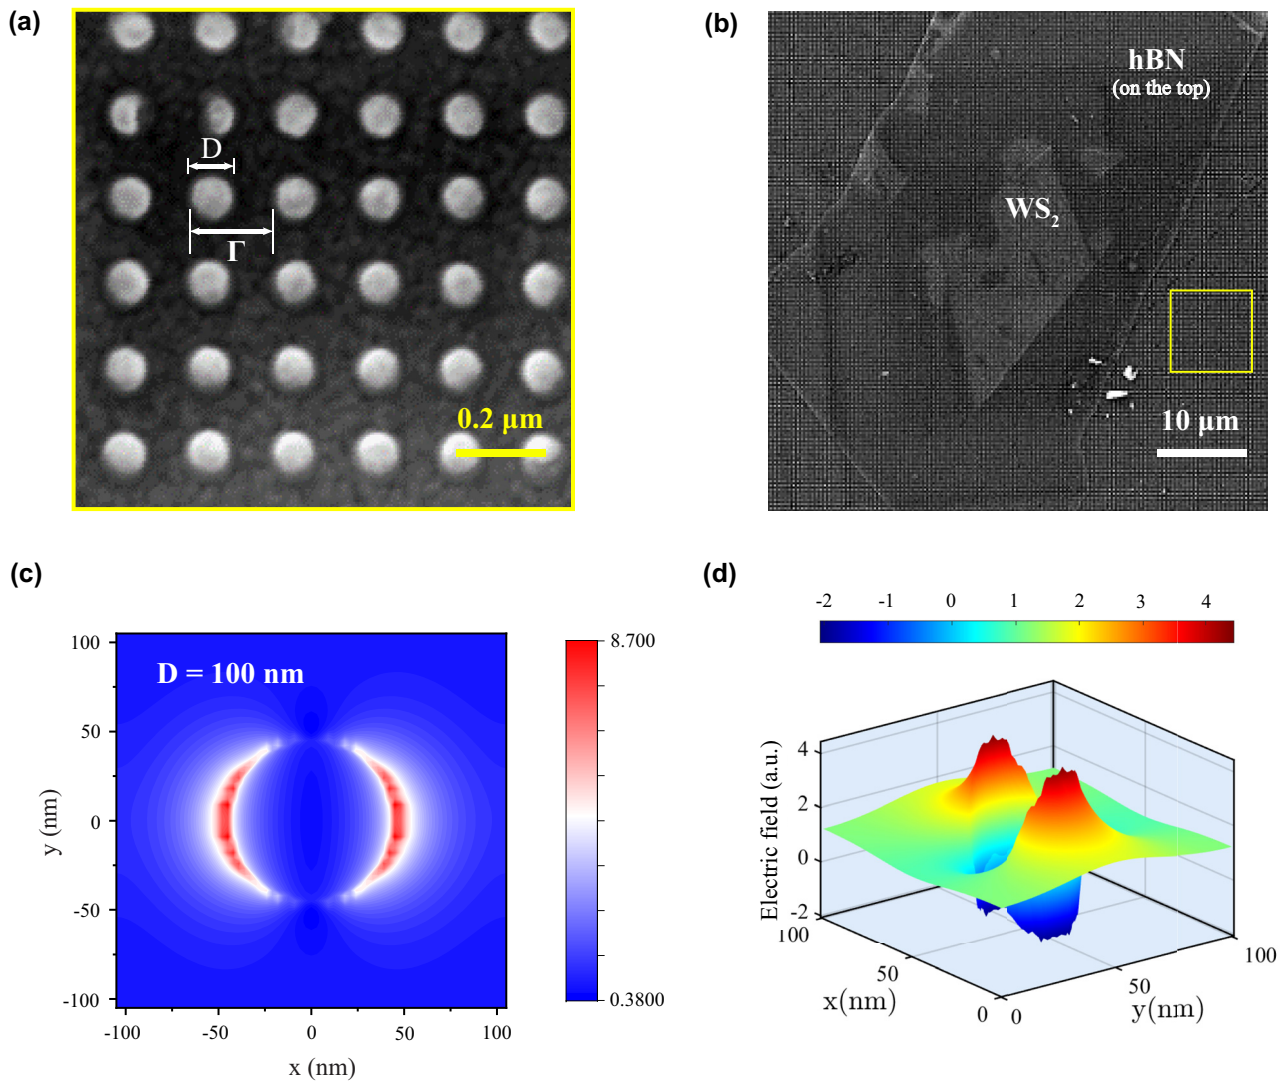 (a)
D
Γ
0.2 μm
(b)
hBN
(on the top)
WS₂
10 μm
(c)
D = 100 nm
100
50
0
-50
-100
y (nm)
-100
-50
0
50
100
x (nm)
8.700
0.3800
(d)
-2 -1 0 1 2 3 4
Electric field (a.u.)
4
2
0
-2
100
50
0
x(nm)
0
50
100
y(nm)